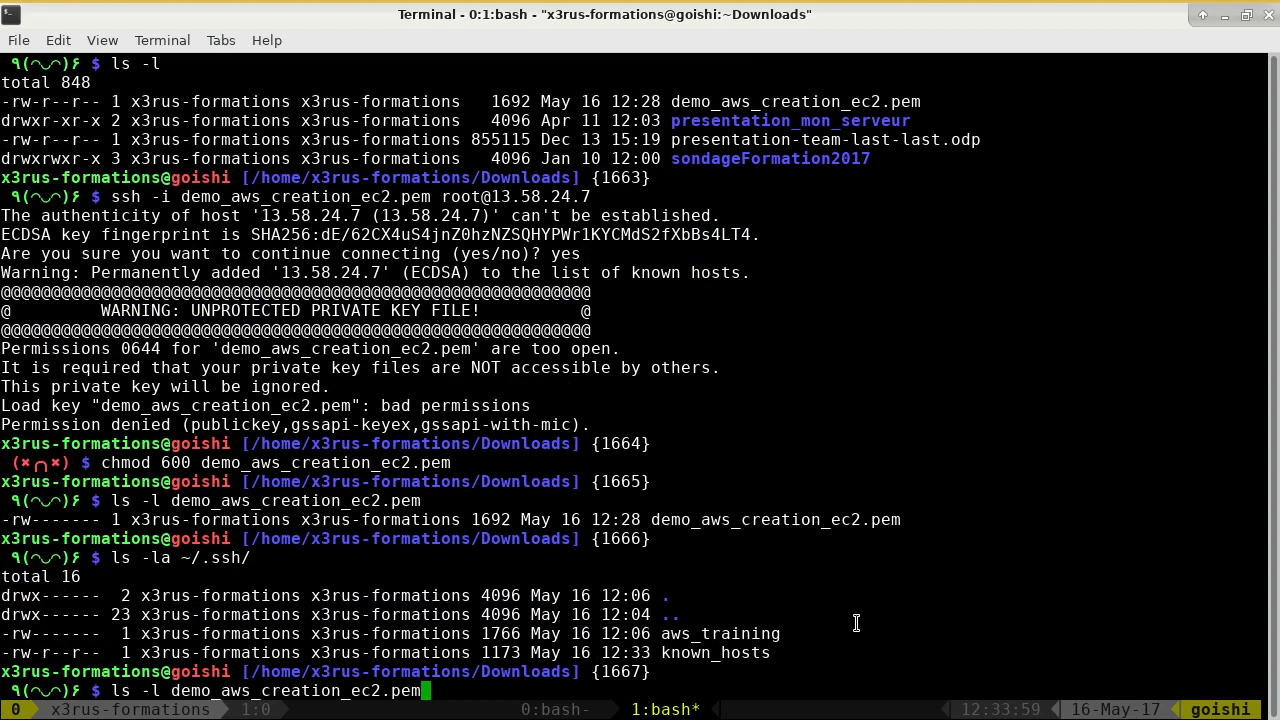 Terminal - 0:1:bash - "x3rus-formations@goishi:~Downloads"
File Edit View Terminal Tabs Help
٩(◠◡◠)۶ $ ls -l
total 848
-rw-r--r-- 1 x3rus-formations x3rus-formations   1692 May 16 12:28 demo_aws_creation_ec2.pem
drwxr-xr-x 2 x3rus-formations x3rus-formations   4096 Apr 11 12:03 presentation_mon_serveur
-rw-r--r-- 1 x3rus-formations x3rus-formations 855115 Dec 13 15:19 presentation-team-last-last.odp
drwxrwxr-x 3 x3rus-formations x3rus-formations   4096 Jan 10 12:00 sondageFormation2017
x3rus-formations@goishi [/home/x3rus-formations/Downloads] {1663}
٩(◠◡◠)۶ $ ssh -i demo_aws_creation_ec2.pem root@13.58.24.7
The authenticity of host '13.58.24.7 (13.58.24.7)' can't be established.
ECDSA key fingerprint is SHA256:dE/62CX4uS4jnZ0hzNZSQHYPWr1KYCMdS2fXbBs4LT4.
Are you sure you want to continue connecting (yes/no)? yes
Warning: Permanently added '13.58.24.7' (ECDSA) to the list of known hosts.
@@@@@@@@@@@@@@@@@@@@@@@@@@@@@@@@@@@@@@@@@@@@@@@@@@@@@@@@@@@
@         WARNING: UNPROTECTED PRIVATE KEY FILE!          @
@@@@@@@@@@@@@@@@@@@@@@@@@@@@@@@@@@@@@@@@@@@@@@@@@@@@@@@@@@@
Permissions 0644 for 'demo_aws_creation_ec2.pem' are too open.
It is required that your private key files are NOT accessible by others.
This private key will be ignored.
Load key "demo_aws_creation_ec2.pem": bad permissions
Permission denied (publickey,gssapi-keyex,gssapi-with-mic).
x3rus-formations@goishi [/home/x3rus-formations/Downloads] {1664}
(✖╭╮✖) $ chmod 600 demo_aws_creation_ec2.pem
x3rus-formations@goishi [/home/x3rus-formations/Downloads] {1665}
٩(◠◡◠)۶ $ ls -l demo_aws_creation_ec2.pem
-rw------- 1 x3rus-formations x3rus-formations 1692 May 16 12:28 demo_aws_creation_ec2.pem
x3rus-formations@goishi [/home/x3rus-formations/Downloads] {1666}
٩(◠◡◠)۶ $ ls -la ~/.ssh/
total 16
drwx------  2 x3rus-formations x3rus-formations 4096 May 16 12:06 .
drwx------ 23 x3rus-formations x3rus-formations 4096 May 16 12:04 ..
-rw-------  1 x3rus-formations x3rus-formations 1766 May 16 12:06 aws_training
-rw-r--r--  1 x3rus-formations x3rus-formations 1173 May 16 12:33 known_hosts
x3rus-formations@goishi [/home/x3rus-formations/Downloads] {1667}
٩(◠◡◠)۶ $ ls -l demo_aws_creation_ec2.pem
0 x3rus-formations 1:0 0:bash- 1:bash* 12:33:59 16-May-17 goishi